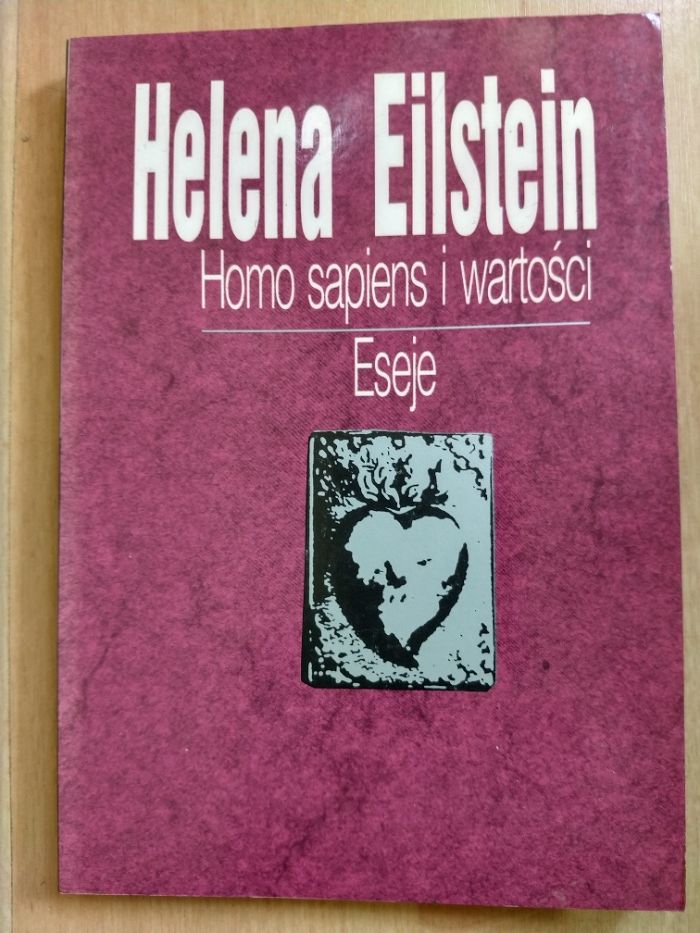 Helena Eilstein
Homo sapiens i wartości
Eseje